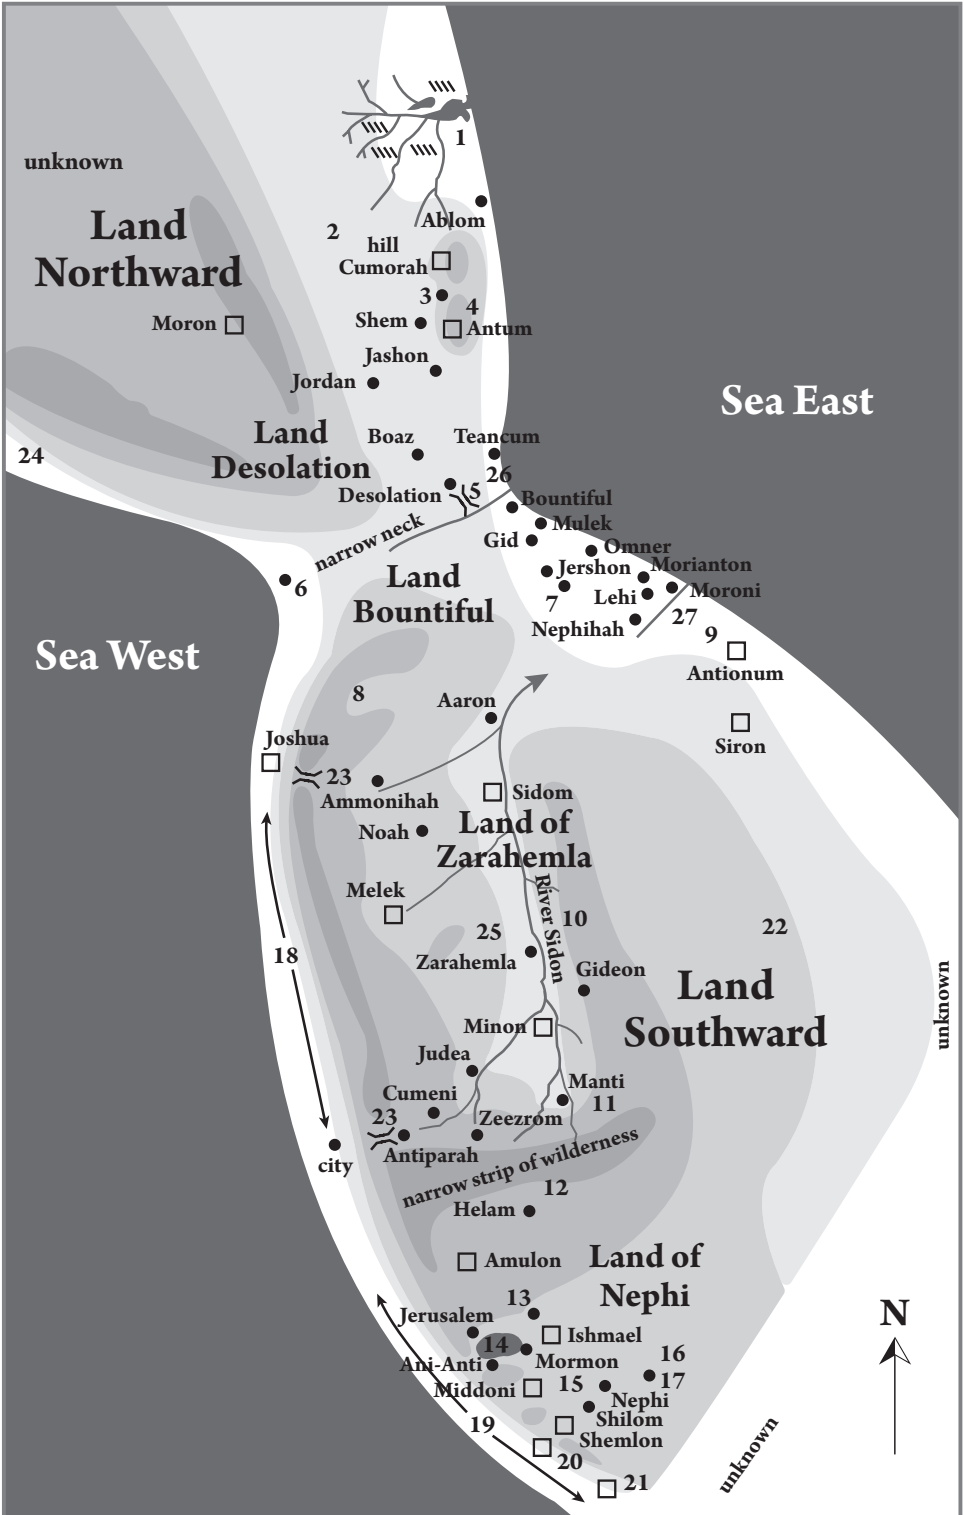 1
unknown
Ablom
Land
Northward
2
hill
Cumorah
3
4
Moron
Shem
Antum
Jashon
Jordan
Sea East
Land
Desolation
Boaz
Teancum
24
26
Desolation
5
Bountiful
narrow neck
Mulek
Gid
Omner
Land
Bountiful
Jershon
Morianton
6
7
Lehi
Moroni
Nephihah
27
9
Sea West
Antionum
8
Aaron
Siron
Joshua
23
Ammonihah
Sidom
Noah
Land of
Zarahemla
Melek
River Sidon
10
22
25
18
Zarahemla
Gideon
Land
Southward
unknown
Minon
Judea
Manti
Cumeni
11
23
Zeezrom
Antiparah
city
narrow strip of wilderness
12
Helam
Amulon
Land of
Nephi
13
Jerusalem
N
14
Ishmael
Ani-Anti
Mormon
16
Middoni
15
17
Nephi
19
Shilom
Shemlon
20
21
unknown